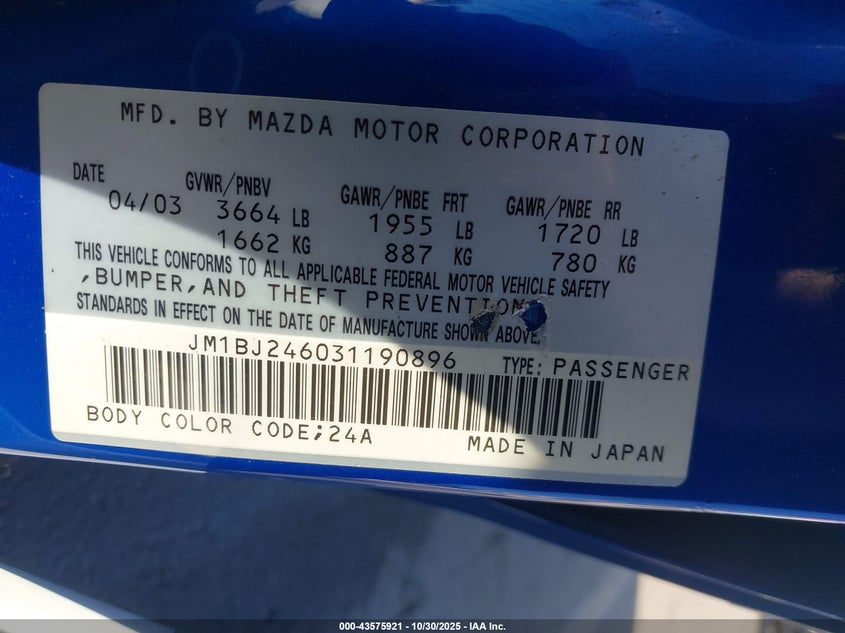 MFD. BY MAZDA MOTOR CORPORATION
DATE GVWR/PNBV GAWR/PNBE FRT GAWR/PNBE RR
04/03 3664 LB 1955 LB 1720 LB
1662 KG 887 KG 780 KG
THIS VEHICLE CONFORMS TO ALL APPLICABLE FEDERAL MOTOR VEHICLE SAFETY
,BUMPER,AND THEFT PREVENTION
STANDARDS IN EFFECT ON THE DATE OF MANUFACTURE SHOWN ABOVE,
JM1BJ246031190896 TYPE: PASSENGER
BODY COLOR CODE;24A MADE IN JAPAN
000-43575921 | 10/30/2025 - IAA Inc.